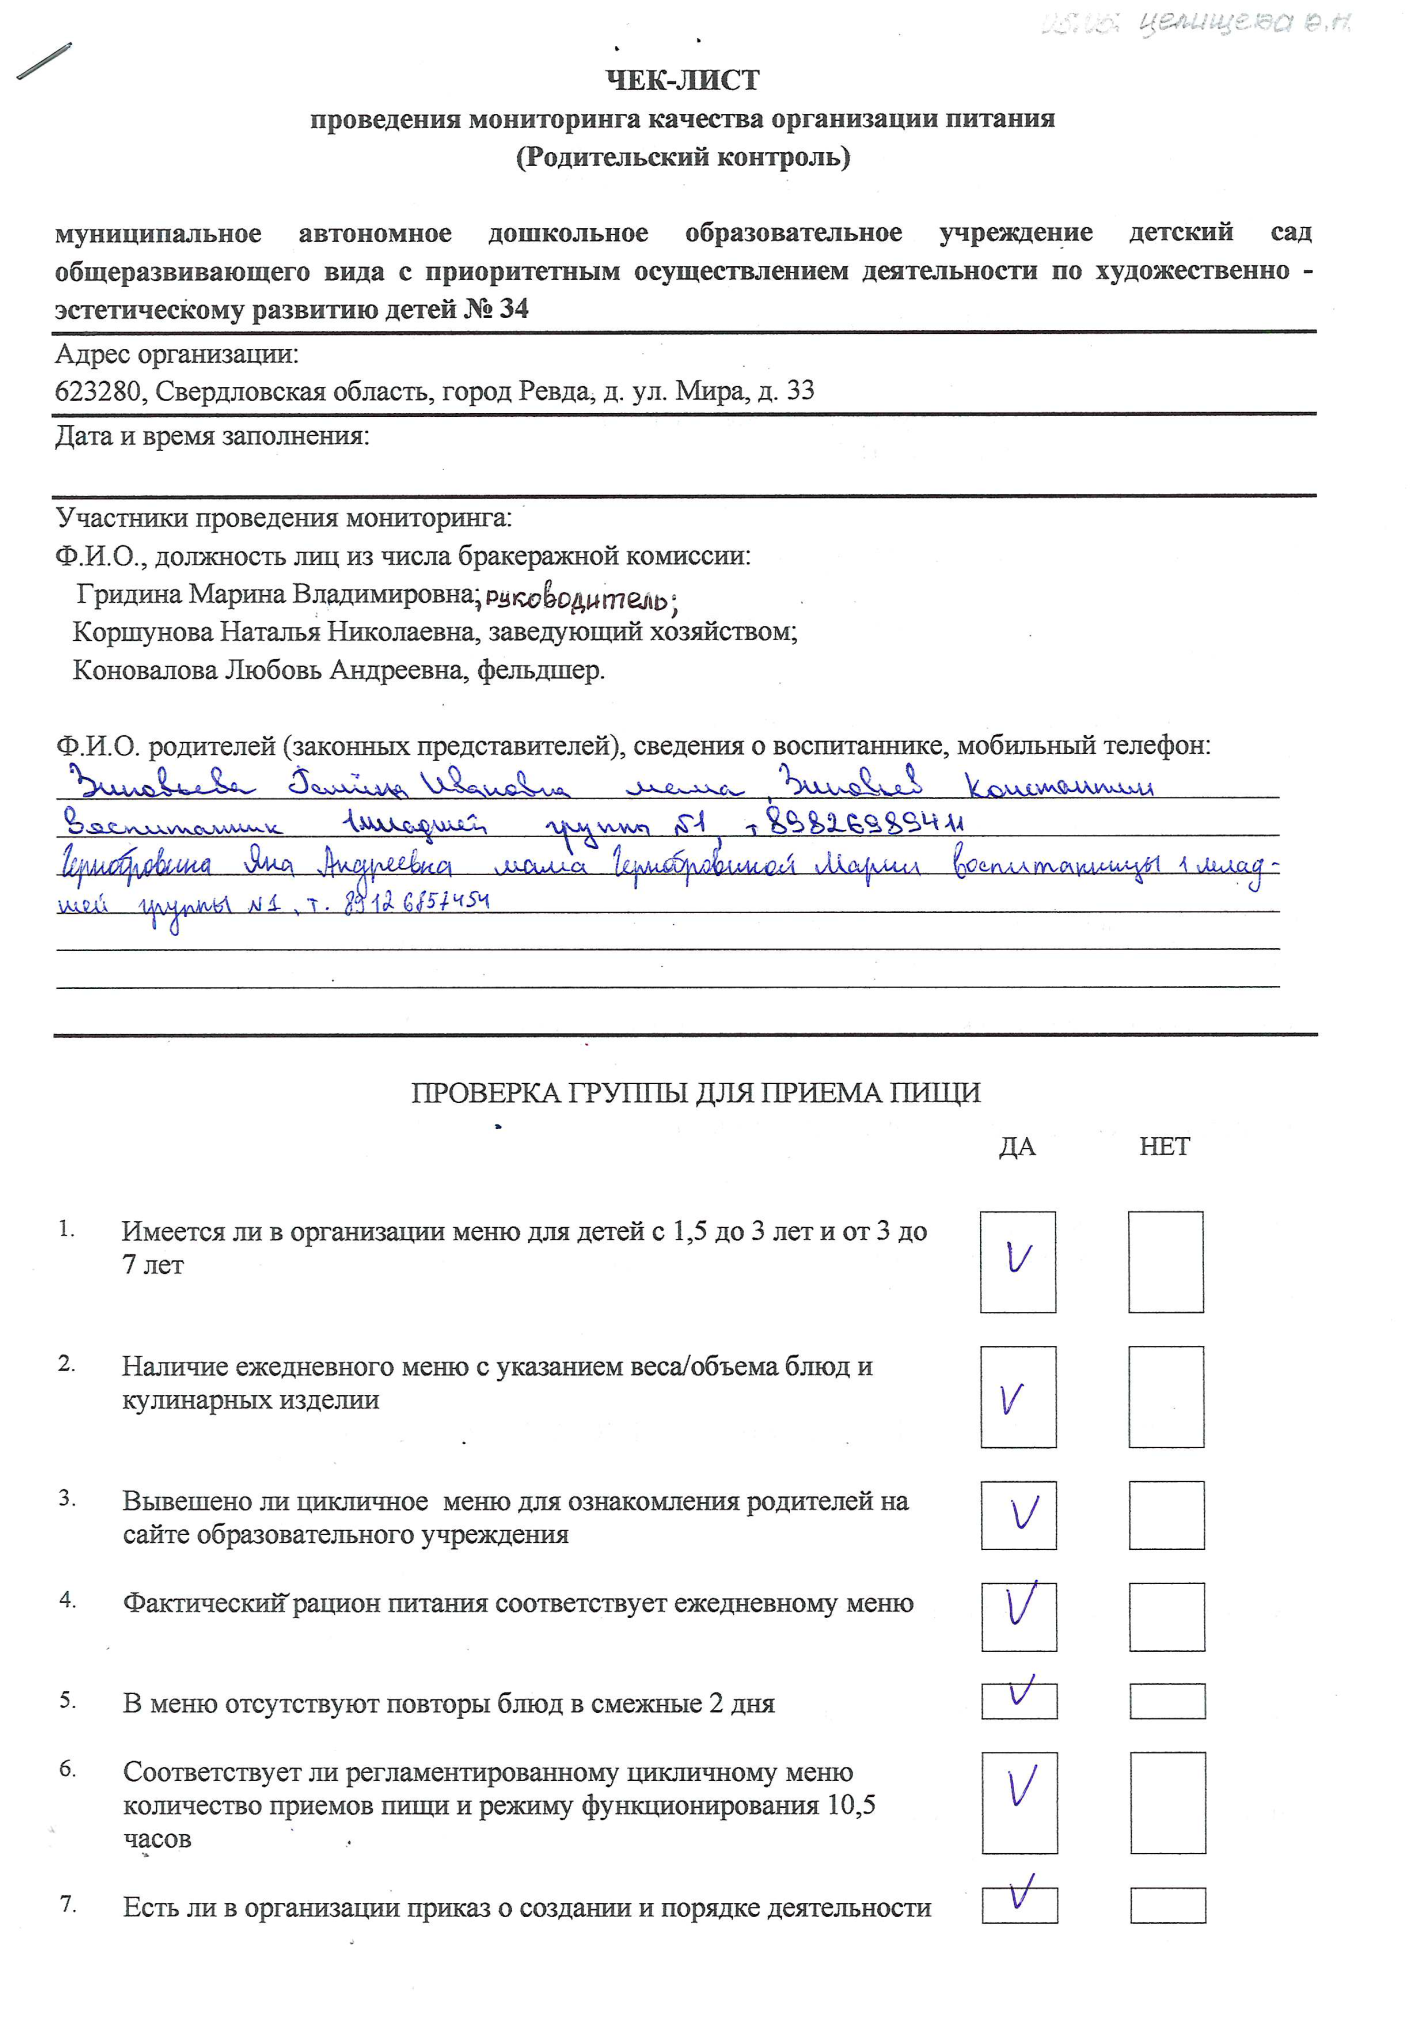 целищева в.н.
ЧЕК-ЛИСТ
проведения мониторинга качества организации питания
(Родительский контроль)
муниципальное автономное дошкольное образовательное учреждение детский сад
общеразвивающего вида с приоритетным осуществлением деятельности по художественно -
эстетическому развитию детей № 34
Адрес организации:
623280, Свердловская область, город Ревда, д. ул. Мира, д. 33
Дата и время заполнения:
Участники проведения мониторинга:
Ф.И.О., должность лиц из числа бракеражной комиссии:
Гридина Марина Владимировна; руководитель;
Коршунова Наталья Николаевна, заведующий хозяйством;
Коновалова Любовь Андреевна, фельдшер.
Ф.И.О. родителей (законных представителей), сведения о воспитаннике, мобильный телефон:
Зиновьева Галина Ивановна мама Зиновьев Константин
Воспитанник 1младшей группы №1, т 89826989411
Чернобровина Яна Андреевна мама Чернобровиной Марии воспитанницы 1 млад-
шей группы №1, т. 89126857454
ПРОВЕРКА ГРУППЫ ДЛЯ ПРИЕМА ПИЩИ
ДА НЕТ
1. Имеется ли в организации меню для детей с 1,5 до 3 лет и от 3 до
7 лет V
2. Наличие ежедневного меню с указанием веса/объема блюд и
кулинарных изделии V
3. Вывешено ли цикличное меню для ознакомления родителей на
сайте образовательного учреждения V
4. Фактический рацион питания соответствует ежедневному меню V
5. В меню отсутствуют повторы блюд в смежные 2 дня V
6. Соответствует ли регламентированному цикличному меню
количество приемов пищи и режиму функционирования 10,5
часов V
7. Есть ли в организации приказ о создании и порядке деятельности V